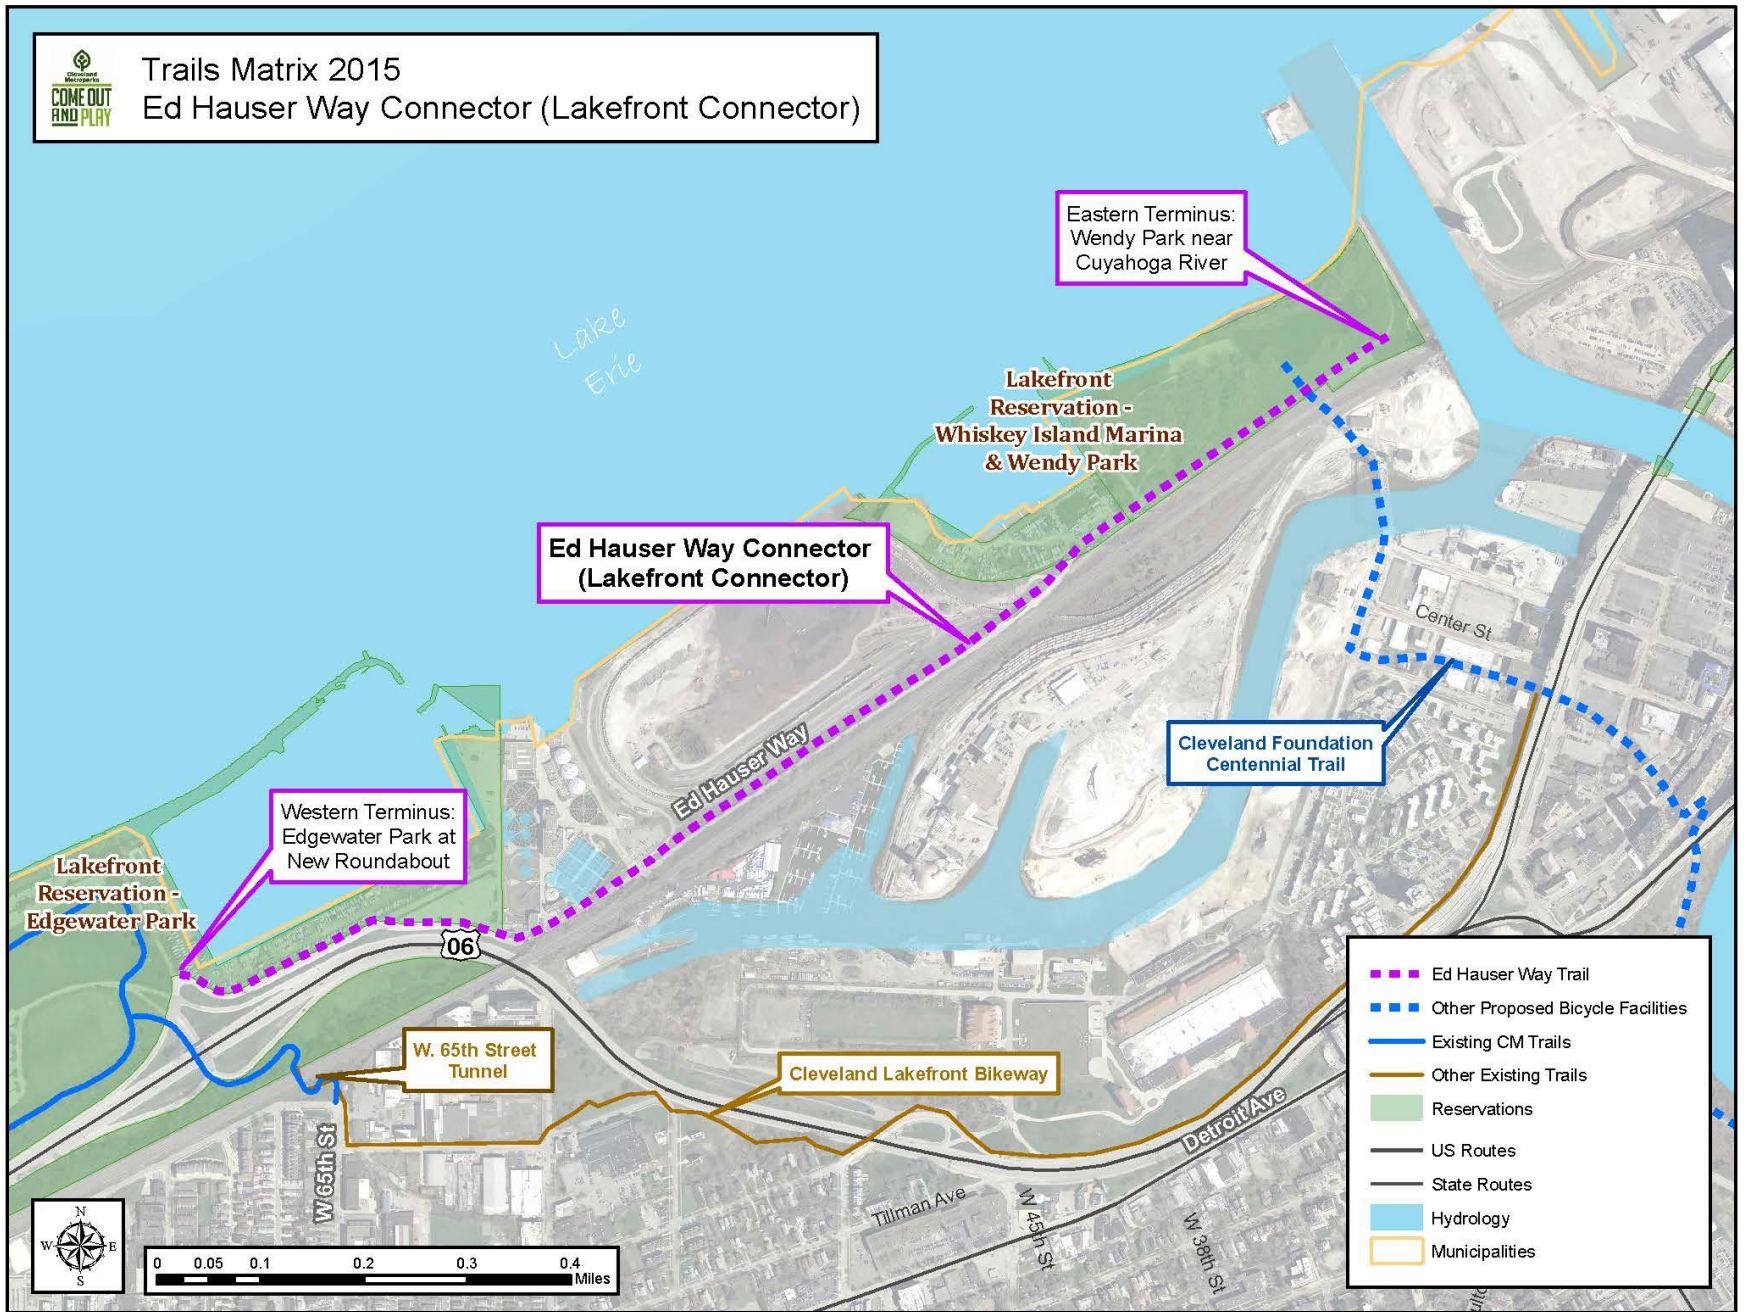 Cleveland
Metroparks
COME OUT
AND PLAY
Trails Matrix 2015
Ed Hauser Way Connector (Lakefront Connector)
Eastern Terminus:
Wendy Park near
Cuyahoga River
Lake
Erie
Lakefront
Reservation -
Whiskey Island Marina
& Wendy Park
Ed Hauser Way Connector
(Lakefront Connector)
Center St
Cleveland Foundation
Centennial Trail
Ed Hauser Way
Western Terminus:
Edgewater Park at
New Roundabout
Lakefront
Reservation -
Edgewater Park
06
W. 65th Street
Tunnel
Cleveland Lakefront Bikeway
Detroit Ave
W 65th St
Tillman Ave
W 45th St
W 38th St
Ed Hauser Way Trail
Other Proposed Bicycle Facilities
Existing CM Trails
Other Existing Trails
Reservations
US Routes
State Routes
Hydrology
Municipalities
N
W E
S
0 0.05 0.1 0.2 0.3 0.4
Miles